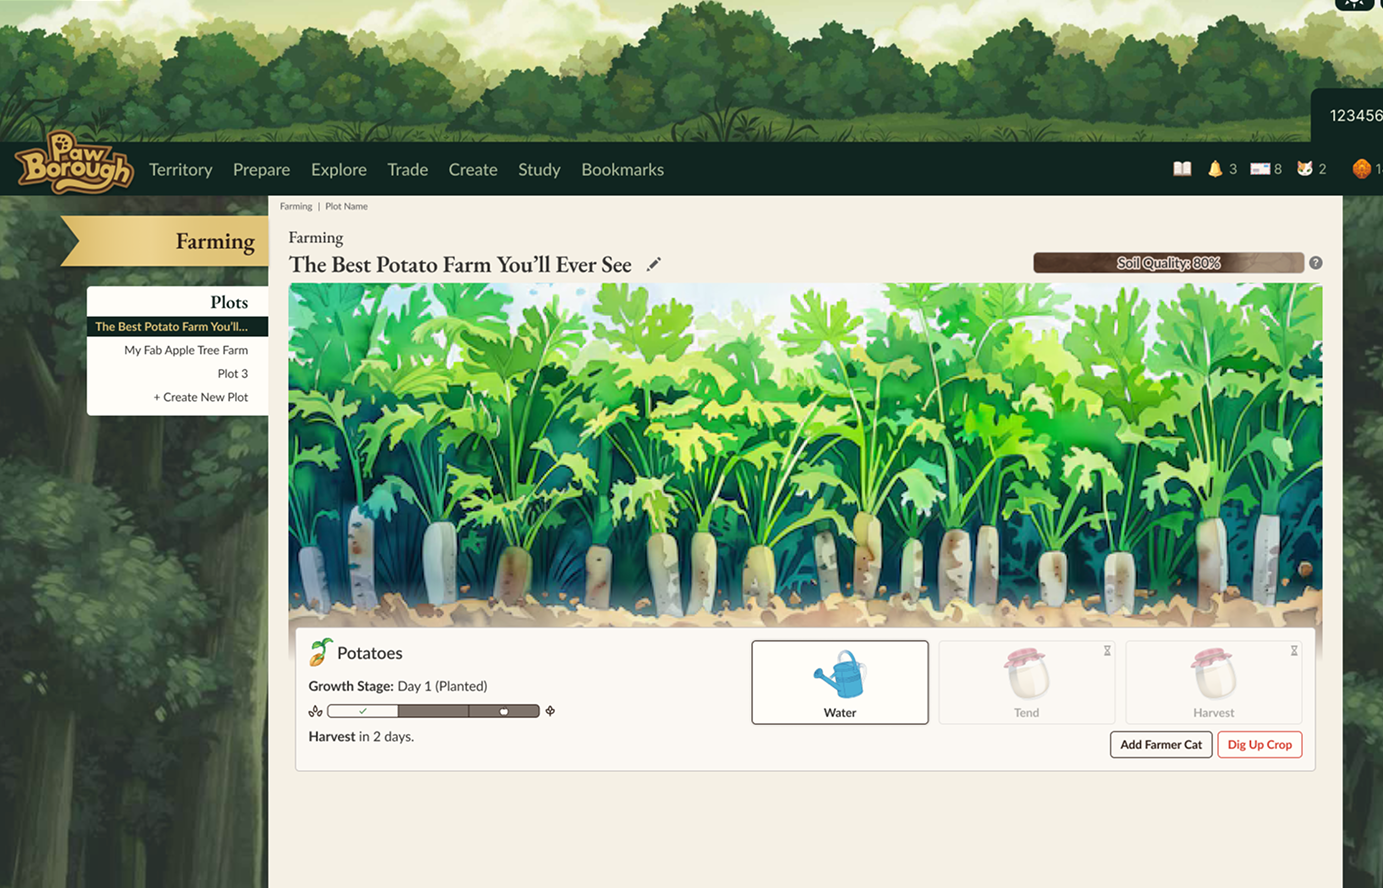 123456
Paw
Borough
Territory Prepare Explore Trade Create Study Bookmarks
3 8 2
Farming | Plot Name
Farming
Farming
The Best Potato Farm You'll Ever See
Soil Quality: 80%
?
Plots
The Best Potato Farm You'll...
My Fab Apple Tree Farm
Plot 3
+ Create New Plot
Potatoes
Growth Stage: Day 1 (Planted)
Harvest in 2 days.
Water
Tend
Harvest
Add Farmer Cat
Dig Up Crop